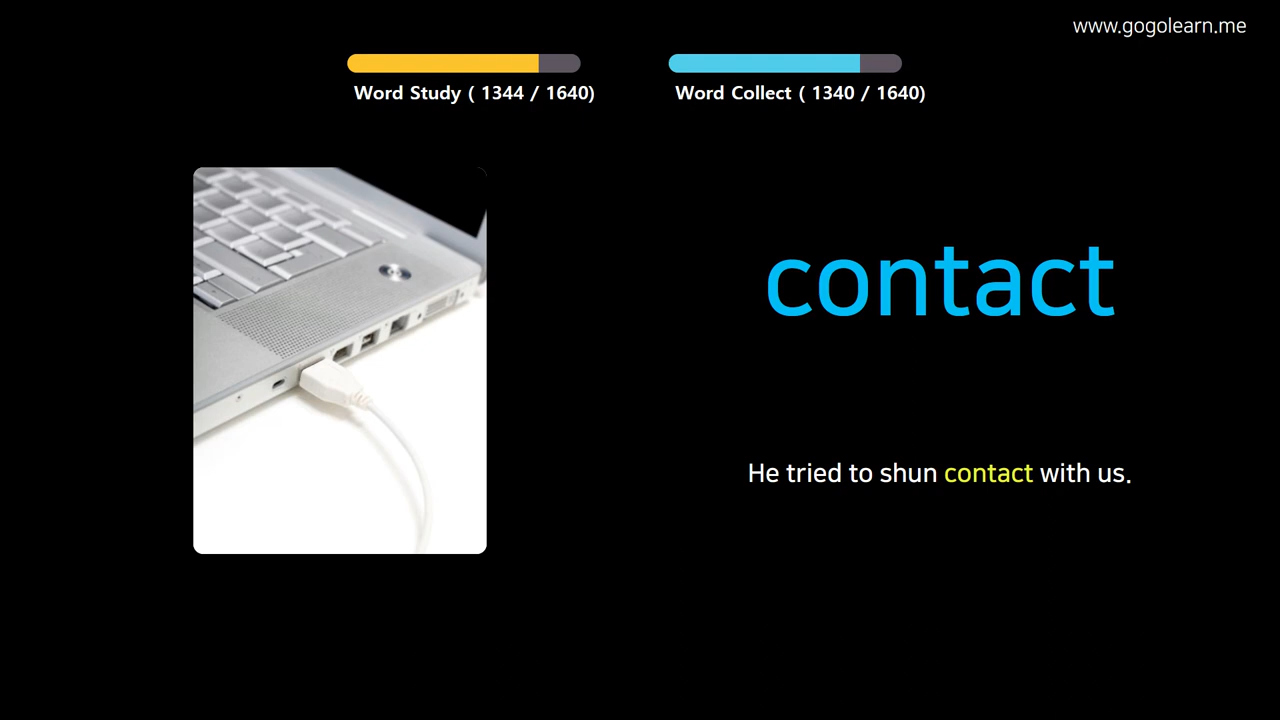 www.gogolearn.me
Word Study ( 1344 / 1640)
Word Collect ( 1340 / 1640)
contact
He tried to shun contact with us.